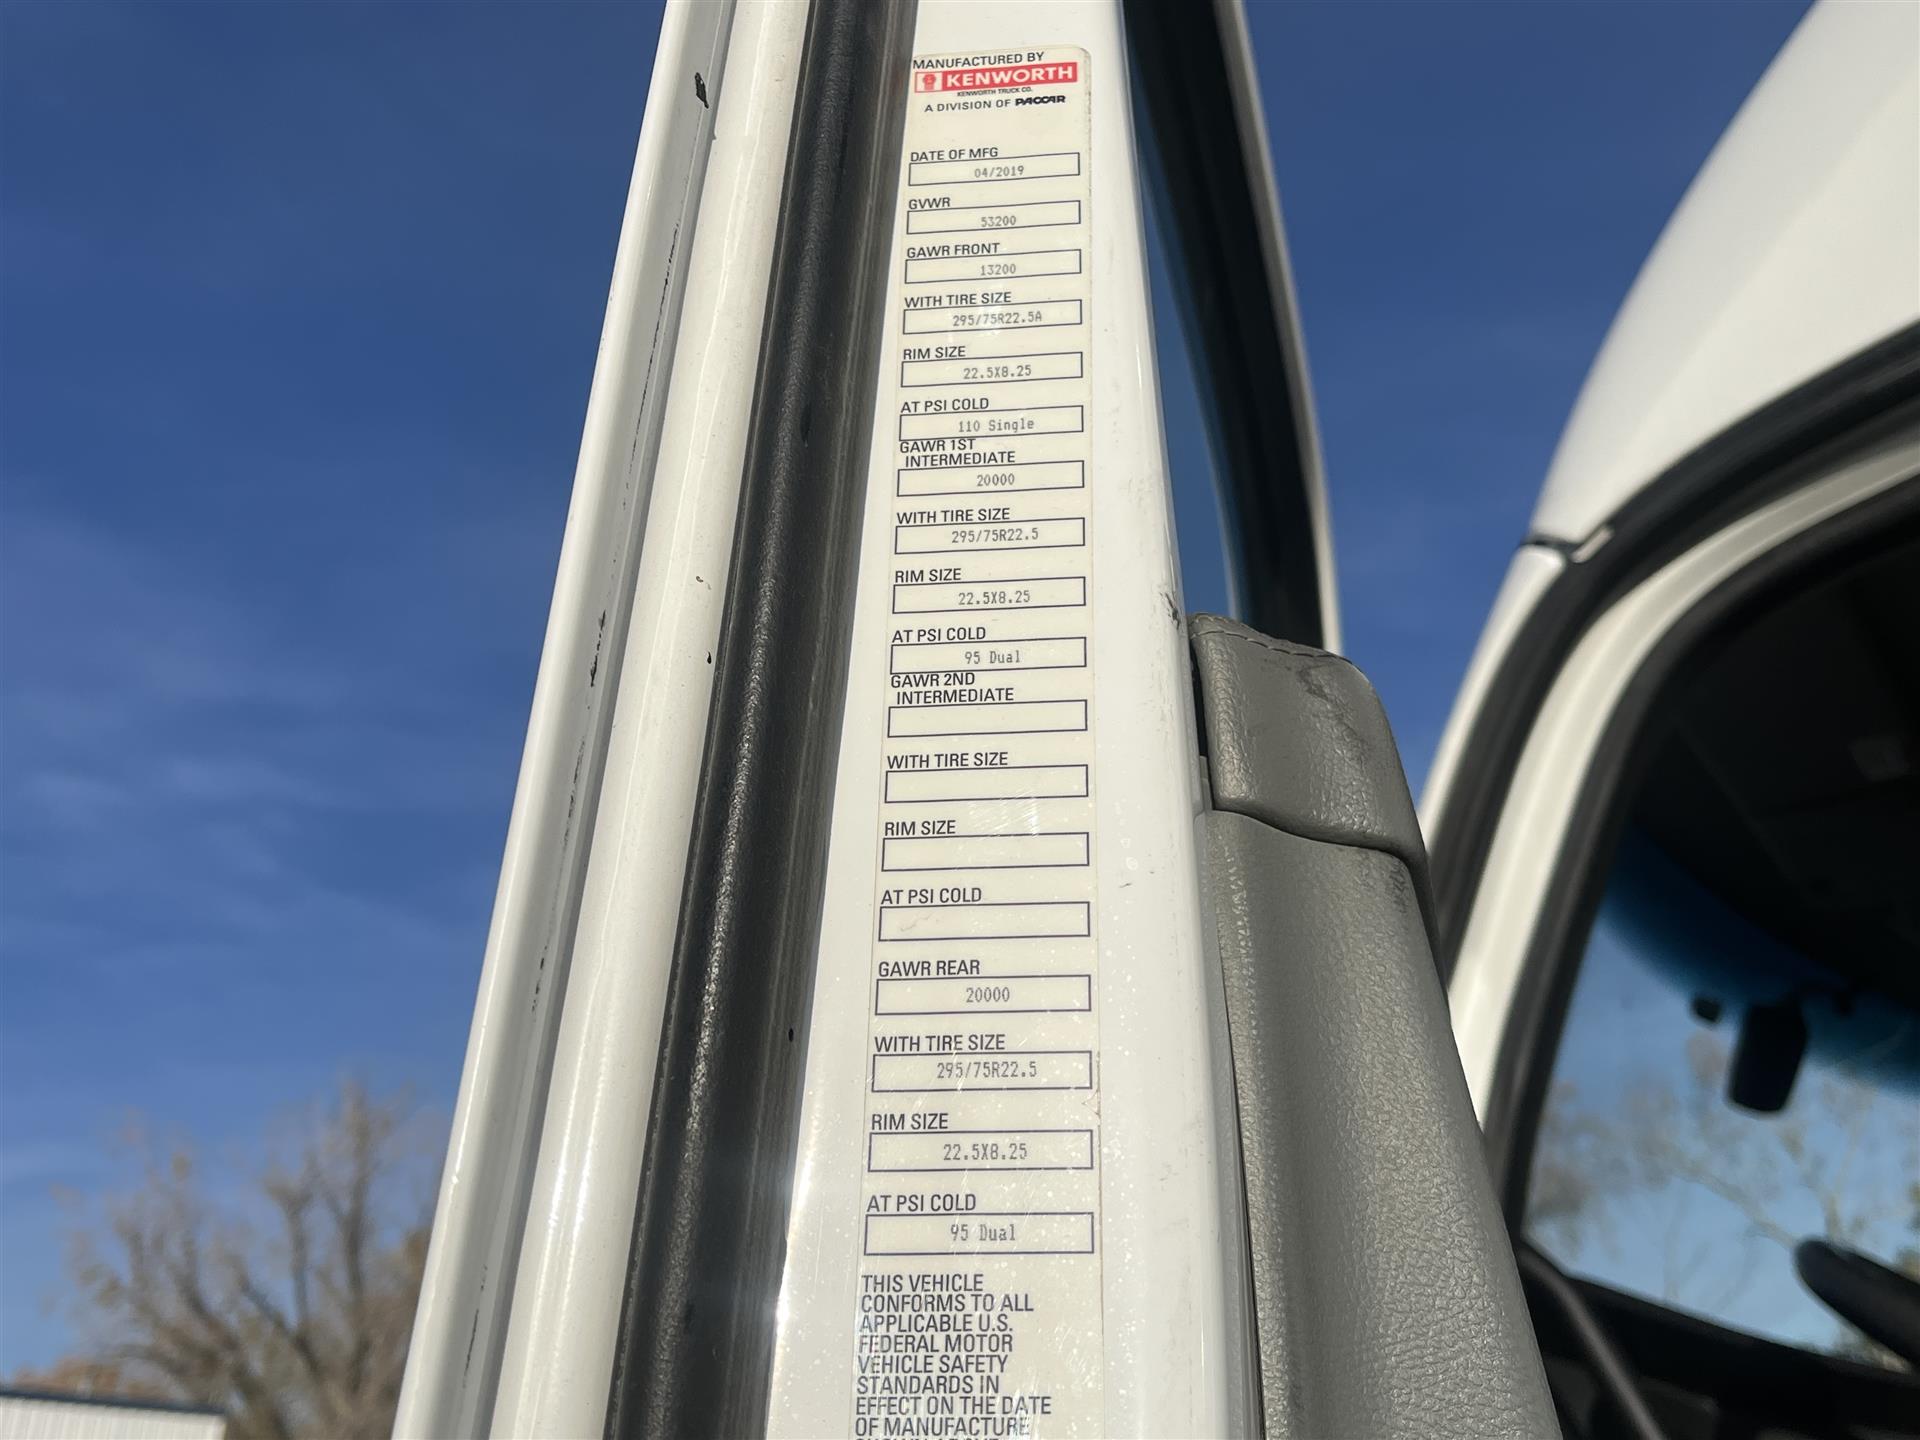 MANUFACTURED BY
KENWORTH
KENWORTH TRUCK CO.
A DIVISION OF PACCAR
DATE OF MFG
04/2019
GVWR
53200
GAWR FRONT
13200
WITH TIRE SIZE
295/75R22.5A
RIM SIZE
22.5X8.25
AT PSI COLD
110 Single
GAWR 1ST
INTERMEDIATE
20000
WITH TIRE SIZE
295/75R22.5
RIM SIZE
22.5X8.25
AT PSI COLD
95 Dual
GAWR 2ND
INTERMEDIATE
WITH TIRE SIZE
RIM SIZE
AT PSI COLD
GAWR REAR
20000
WITH TIRE SIZE
295/75R22.5
RIM SIZE
22.5X8.25
AT PSI COLD
95 Dual
THIS VEHICLE
CONFORMS TO ALL
APPLICABLE U.S.
FEDERAL MOTOR
VEHICLE SAFETY
STANDARDS IN
EFFECT ON THE DATE
OF MANUFACTURE